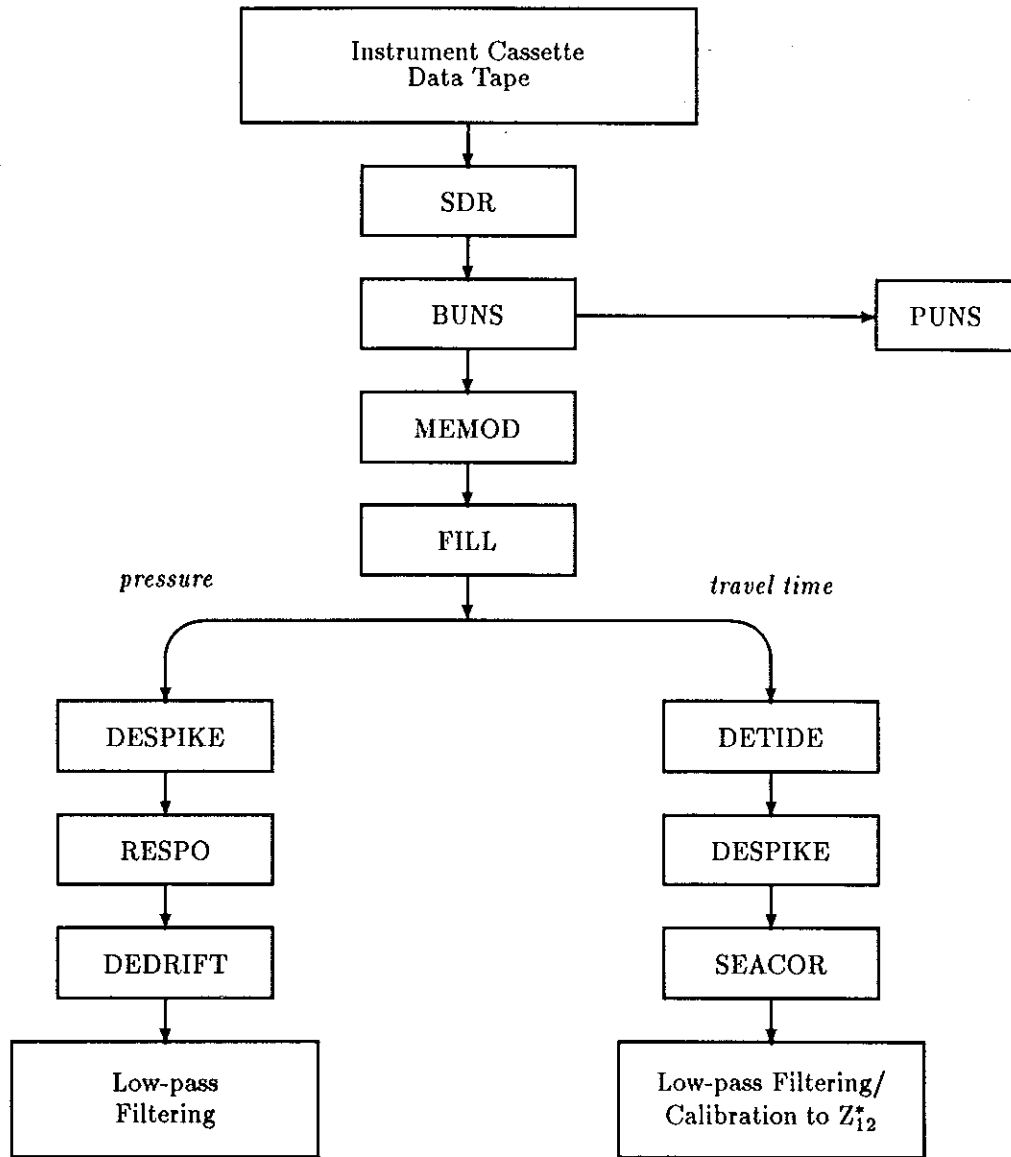 Instrument Cassette
Data Tape
SDR
BUNS
PUNS
MEMOD
FILL
pressure
travel time
DESPIKE
DETIDE
RESPO
DESPIKE
DEDRIFT
SEACOR
Low-pass
Filtering
Low-pass Filtering/
Calibration to Z*12